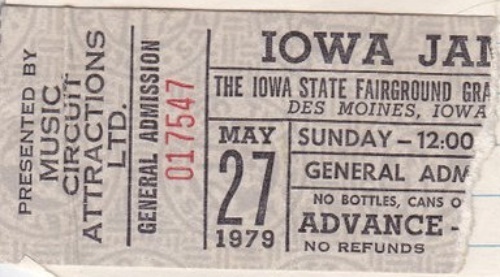 PRESENTED BY
MUSIC
CIRCUIT
ATTRACTIONS
LTD.
GENERAL ADMISSION
017547
IOWA JAM
THE IOWA STATE FAIRGROUND GRA
DES MOINES, IOWA
MAY
27
1979
SUNDAY – 12:00
GENERAL ADM
NO BOTTLES, CANS O
ADVANCE –
NO REFUNDS